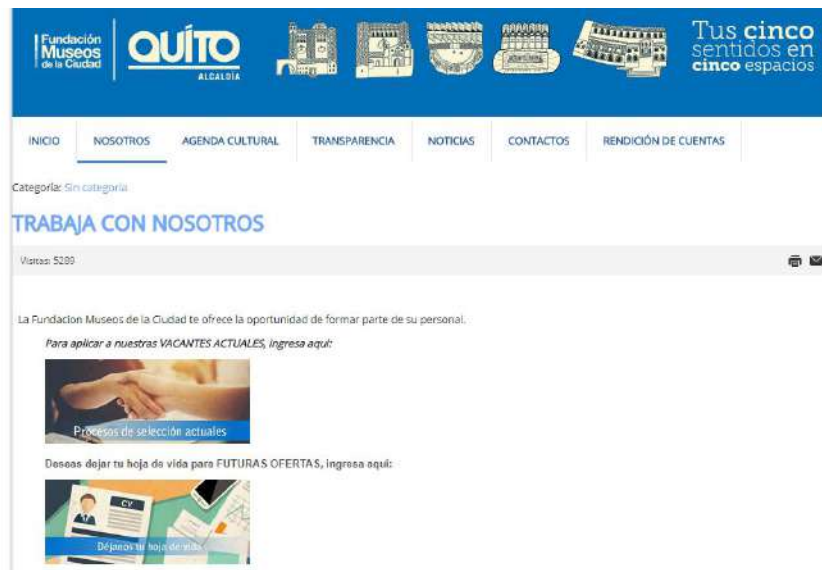 Fundación
Museos
de la Ciudad
QUÍTO
ALCALDÍA
Tus cinco
sentidos en
cinco espacios
INICIO NOSOTROS AGENDA CULTURAL TRANSPARENCIA NOTICIAS CONTACTOS RENDICIÓN DE CUENTAS
Categoría: Sin categoría
TRABAJA CON NOSOTROS
Visitas: 5289
La Fundacion Museos de la Ciudad te ofrece la oportunidad de formar parte de su personal.
Para aplicar a nuestras VACANTES ACTUALES, ingresa aquí:
Procesos de selección actuales
Deseas dejar tu hoja de vida para FUTURAS OFERTAS, ingresa aquí:
CV
Déjanos tu hoja de vida